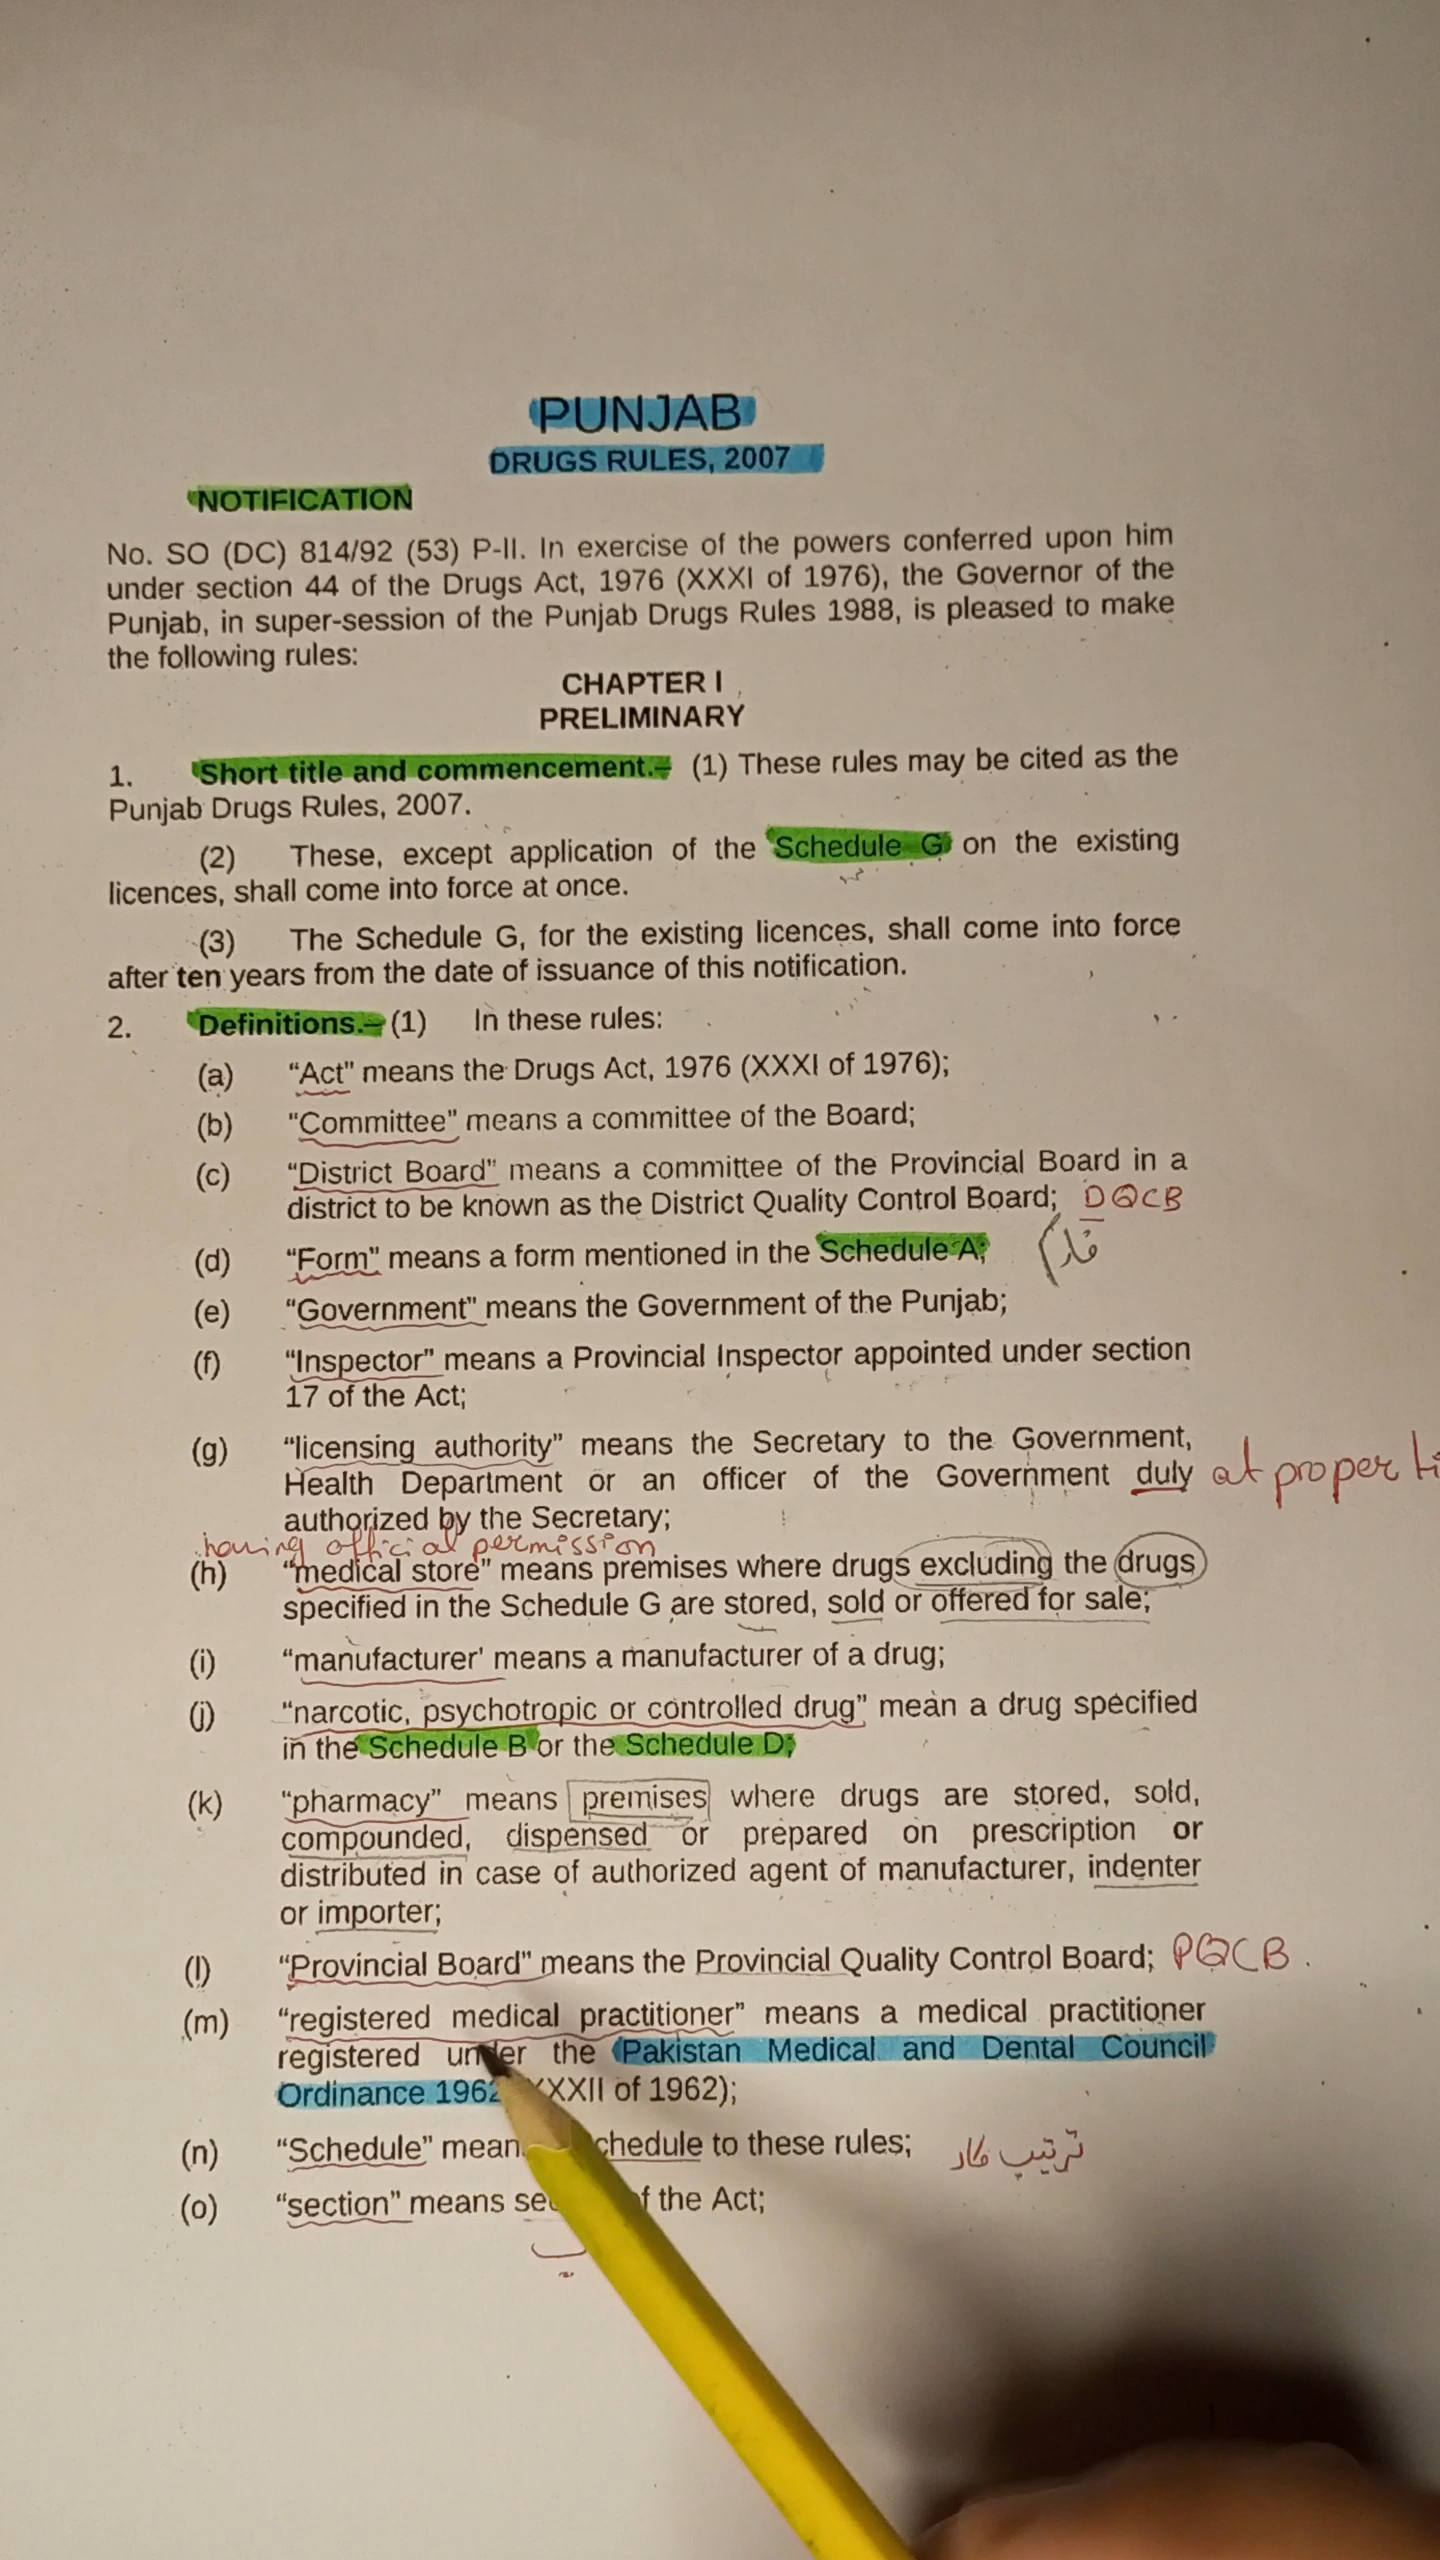 PUNJAB
DRUGS RULES, 2007
NOTIFICATION
No. SO (DC) 814/92 (53) P-II. In exercise of the powers conferred upon him
under section 44 of the Drugs Act, 1976 (XXXI of 1976), the Governor of the
Punjab, in super-session of the Punjab Drugs Rules 1988, is pleased to make
the following rules:
CHAPTER I
PRELIMINARY
1. Short title and commencement.– (1) These rules may be cited as the
Punjab Drugs Rules, 2007.
(2) These, except application of the Schedule G on the existing
licences, shall come into force at once.
(3) The Schedule G, for the existing licences, shall come into force
after ten years from the date of issuance of this notification.
2. Definitions.– (1) In these rules:
(a) “Act” means the Drugs Act, 1976 (XXXI of 1976);
(b) “Committee” means a committee of the Board;
(c) “District Board” means a committee of the Provincial Board in a
district to be known as the District Quality Control Board; DQCB
(d) “Form” means a form mentioned in the Schedule A; فارم
(e) “Government” means the Government of the Punjab;
(f) “Inspector” means a Provincial Inspector appointed under section
17 of the Act;
(g) “licensing authority” means the Secretary to the Government,
Health Department or an officer of the Government duly at proper
authorized by the Secretary;
having official permission
(h) “medical store” means premises where drugs excluding the drugs
specified in the Schedule G are stored, sold or offered for sale;
(i) “manufacturer' means a manufacturer of a drug;
(j) “narcotic, psychotropic or controlled drug” mean a drug specified
in the Schedule B or the Schedule D;
(k) “pharmacy” means premises where drugs are stored, sold,
compounded, dispensed or prepared on prescription or
distributed in case of authorized agent of manufacturer, indenter
or importer;
(l) “Provincial Board” means the Provincial Quality Control Board; PQCB.
(m) “registered medical practitioner” means a medical practitioner
registered under the Pakistan Medical and Dental Council
Ordinance 1962 XXXII of 1962);
(n) “Schedule” mean chedule to these rules; ترتیب کار
(o) “section” means sec of the Act;